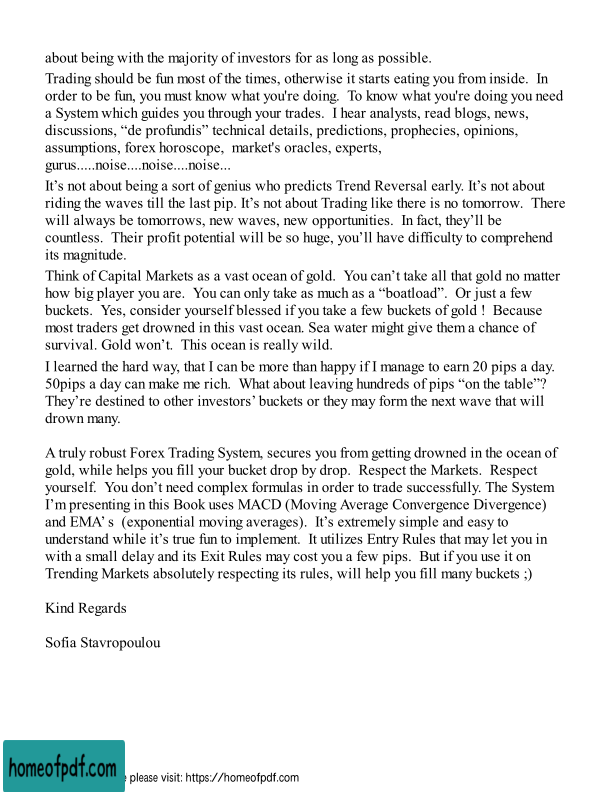 about being with the majority of investors for as long as possible.
Trading should be fun most of the times, otherwise it starts eating you from inside.  In
order to be fun, you must know what you're doing.  To know what you're doing you need
a System which guides you through your trades.  I hear analysts, read blogs, news,
discussions, “de profundis” technical details, predictions, prophecies, opinions,
assumptions, forex horoscope,  market's oracles, experts,
gurus.....noise....noise....noise...
It’s not about being a sort of genius who predicts Trend Reversal early. It’s not about
riding the waves till the last pip. It’s not about Trading like there is no tomorrow.  There
will always be tomorrows, new waves, new opportunities.  In fact, they’ll be
countless.  Their profit potential will be so huge, you’ll have difficulty to comprehend
its magnitude.
Think of Capital Markets as a vast ocean of gold.  You can’t take all that gold no matter
how big player you are.  You can only take as much as a “boatload”.  Or just a few
buckets.  Yes, consider yourself blessed if you take a few buckets of gold !  Because
most traders get drowned in this vast ocean. Sea water might give them a chance of
survival. Gold won’t.  This ocean is really wild.
I learned the hard way, that I can be more than happy if I manage to earn 20 pips a day.
50pips a day can make me rich.  What about leaving hundreds of pips “on the table”?
They’re destined to other investors’ buckets or they may form the next wave that will
drown many.
A truly robust Forex Trading System, secures you from getting drowned in the ocean of
gold, while helps you fill your bucket drop by drop.  Respect the Markets.  Respect
yourself.  You don’t need complex formulas in order to trade successfully. The System
I’m presenting in this Book uses MACD (Moving Average Convergence Divergence)
and EMA’ s  (exponential moving averages).  It’s extremely simple and easy to
understand while it’s true fun to implement.  It utilizes Entry Rules that may let you in
with a small delay and its Exit Rules may cost you a few pips.  But if you use it on
Trending Markets absolutely respecting its rules, will help you fill many buckets ;)
Kind Regards
Sofia Stavropoulou
homeofpdf.com
please visit: https://homeofpdf.com